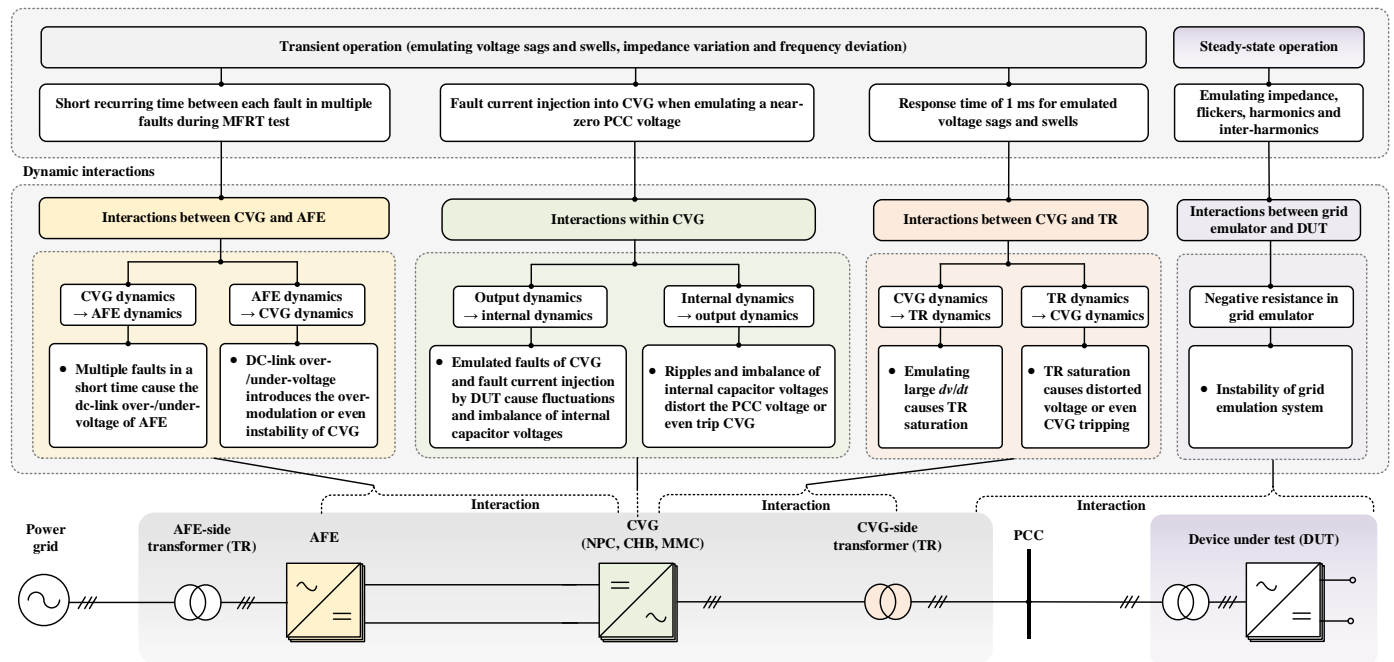 Transient operation (emulating voltage sags and swells, impedance variation and frequency deviation)
Steady-state operation
Short recurring time between each fault in multiple
faults during MFRT test
Fault current injection into CVG when emulating a near-
zero PCC voltage
Response time of 1 ms for emulated
voltage sags and swells
Emulating impedance,
flickers, harmonics and
inter-harmonics
Dynamic interactions
Interactions between CVG and AFE
Interactions within CVG
Interactions between CVG and TR
Interactions between grid
emulator and DUT
CVG dynamics
→ AFE dynamics
AFE dynamics
→ CVG dynamics
Output dynamics
→ internal dynamics
Internal dynamics
→ output dynamics
CVG dynamics
→ TR dynamics
TR dynamics
→ CVG dynamics
Negative resistance in
grid emulator
• Multiple faults in a
short time cause the
dc-link over-/under-
voltage of AFE
• DC-link over-
/under-voltage
introduces the over-
modulation or even
instability of CVG
• Emulated faults of CVG
and fault current injection
by DUT cause fluctuations
and imbalance of internal
capacitor voltages
• Ripples and imbalance of
internal capacitor voltages
distort the PCC voltage or
even trip CVG
• Emulating
large dv/dt
causes TR
saturation
• TR saturation
causes distorted
voltage or even
CVG tripping
• Instability of grid
emulation system
Interaction
Interaction
Interaction
Power
grid
AFE-side
transformer (TR)
AFE
CVG
(NPC, CHB, MMC)
CVG-side
transformer (TR)
PCC
Device under test (DUT)